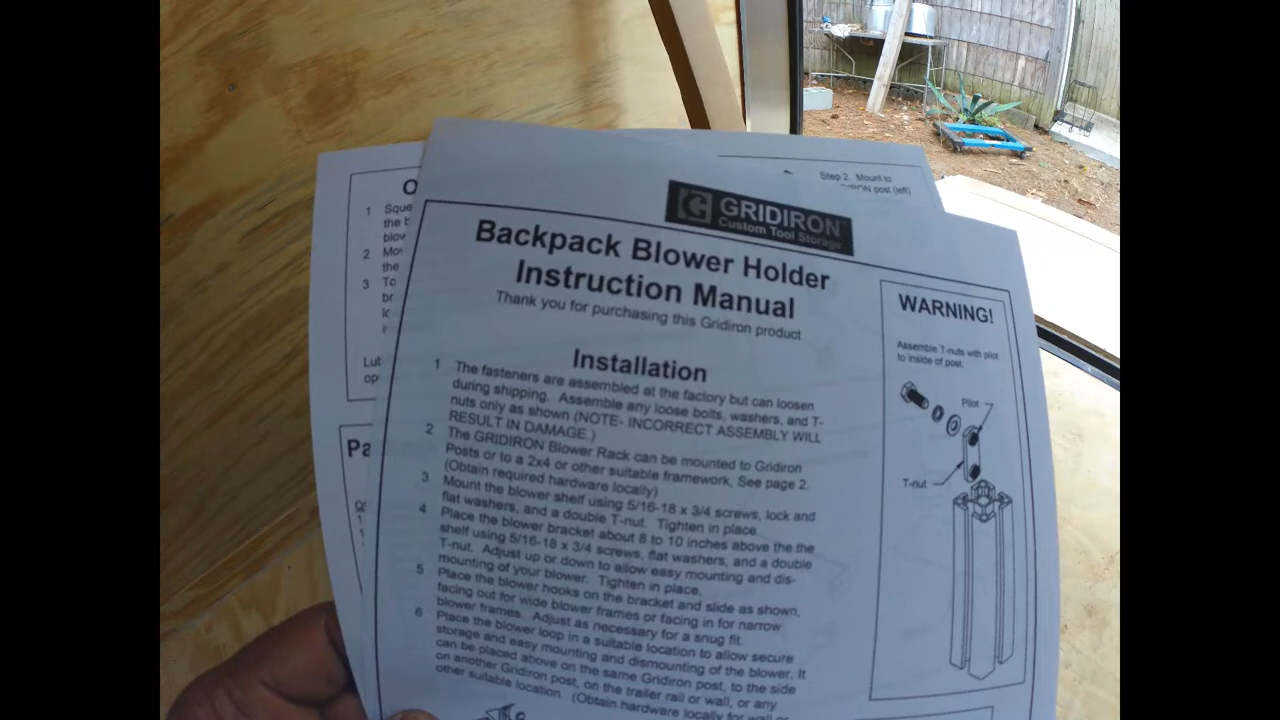 Step 2. Mount to
post (left)
GRIDIRON
Custom Tool Storage
Backpack Blower Holder
Instruction Manual
Thank you for purchasing this Gridiron product
Installation
1 The fasteners are assembled at the factory but can loosen
during shipping. Assemble any loose bolts, washers, and T-
nuts only as shown (NOTE- INCORRECT ASSEMBLY WILL
RESULT IN DAMAGE.)
2 The GRIDIRON Blower Rack can be mounted to Gridiron
Posts or to a 2x4 or other suitable framework, See page 2.
(Obtain required hardware locally)
3 Mount the blower shelf using 5/16-18 x 3/4 screws, lock and
flat washers, and a double T-nut. Tighten in place.
4 Place the blower bracket about 8 to 10 inches above the the
shelf using 5/16-18 x 3/4 screws, flat washers, and a double
T-nut. Adjust up or down to allow easy mounting and dis-
mounting of your blower. Tighten in place.
5 Place the blower hooks on the bracket and slide as shown,
facing out for wide blower frames or facing in for narrow
blower frames. Adjust as necessary for a snug fit.
6 Place the blower loop in a suitable location to allow secure
storage and easy mounting and dismounting of the blower. It
can be placed above on the same Gridiron post, to the side
on another Gridiron post, on the trailer rail or wall, or any
other suitable location. (Obtain hardware locally for wall or
WARNING!
Assemble T-nuts with pilot
to inside of post.
Pilot
T-nut
O
1 Sque
the b
blow
2 Mo
the
3 To
br
lo
Lub
op
Pa